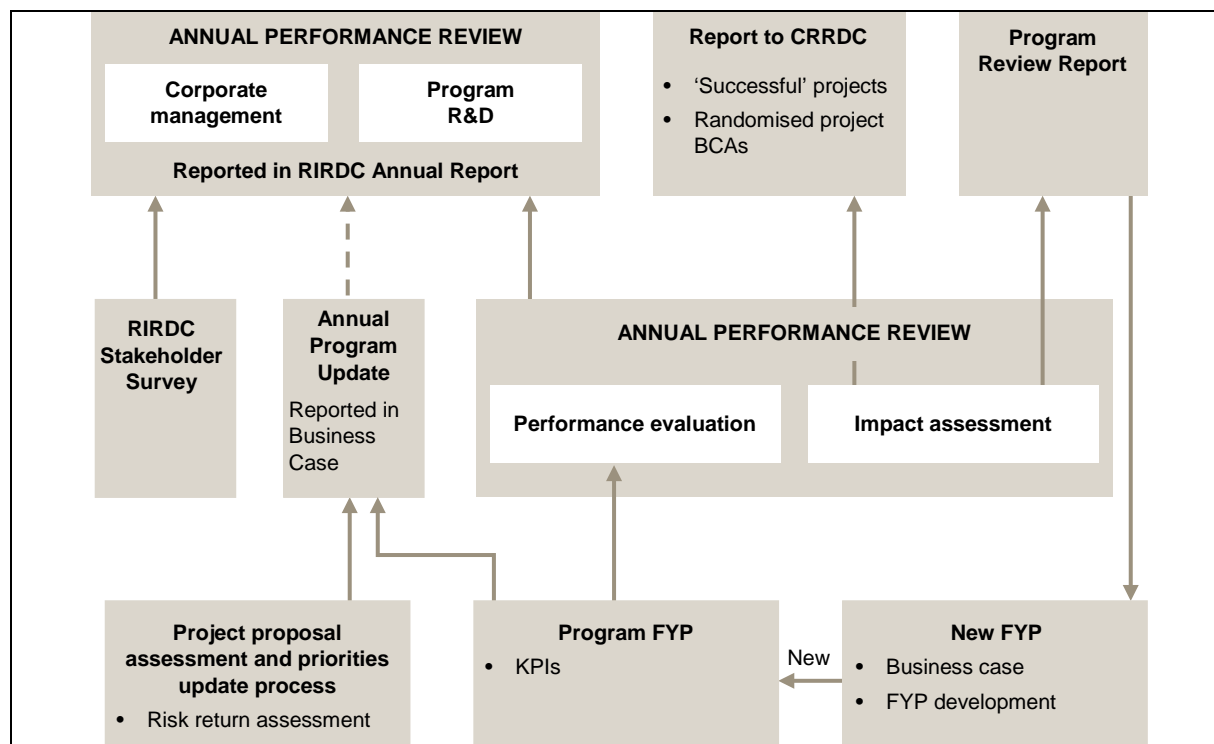 ANNUAL PERFORMANCE REVIEW
Corporate
management
Program
R&D
Reported in RIRDC Annual Report
Report to CRRDC
• ‘Successful’ projects
• Randomised project
BCAs
Program
Review Report
RIRDC
Stakeholder
Survey
Annual
Program
Update
Reported in
Business
Case
ANNUAL PERFORMANCE REVIEW
Performance evaluation
Impact assessment
Project proposal
assessment and priorities
update process
• Risk return assessment
Program FYP
• KPIs
New
New FYP
• Business case
• FYP development